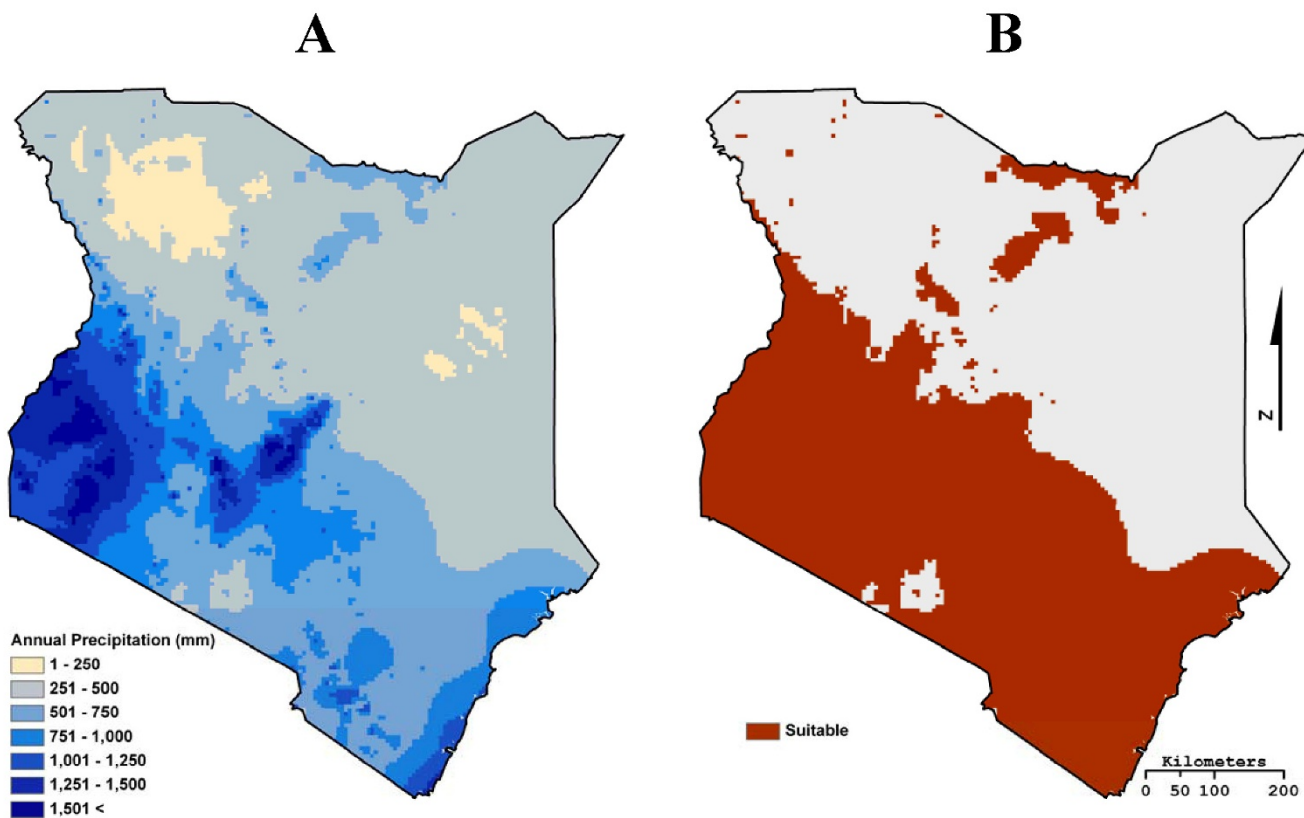 A
B
Annual Precipitation (mm)
1 - 250
251 - 500
501 - 750
751 - 1,000
1,001 - 1,250
1,251 - 1,500
1,501 <
Suitable
N
Kilometers
0 50 100 200